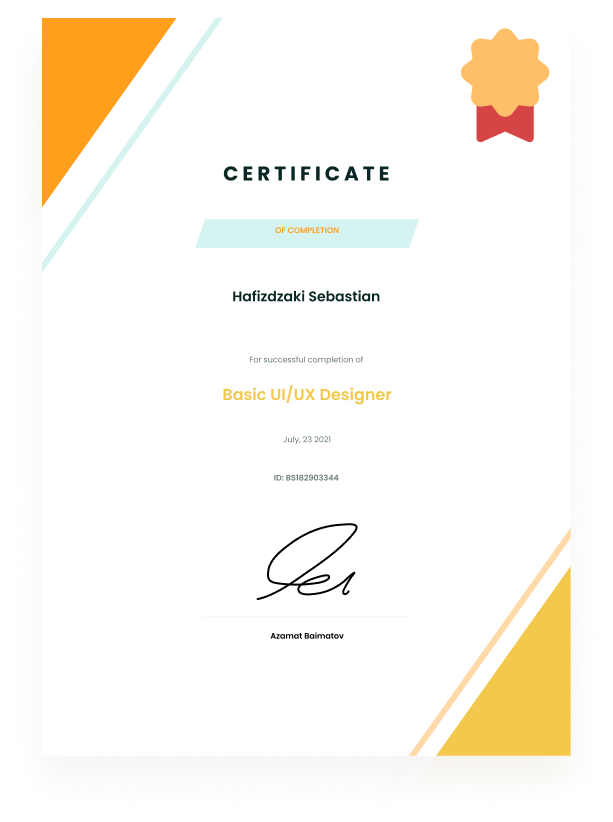 CERTIFICATE
OF COMPLETION
Hafizdzaki Sebastian
For successful completion of
Basic UI/UX Designer
July, 23 2021
ID: BS182903344
Azamat Baimatov